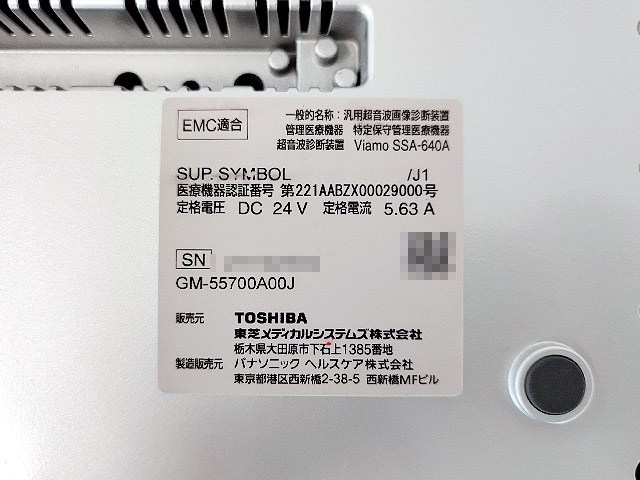 EMC適合
一般的名称：汎用超音波画像診断装置
管理医療機器 特定保守管理医療機器
超音波診断装置 Viamo SSA-640A
SUP. SYMBOL /J1
医療機器認証番号 第221AABZX00029000号
定格電圧 DC 24V 定格電流 5.63 A
SN
GM-55700A00J
販売元 TOSHIBA
東芝メディカルシステムズ株式会社
栃木県大田原市下石上1385番地
製造販売元 パナソニック ヘルスケア株式会社
東京都港区西新橋2-38-5 西新橋MFビル